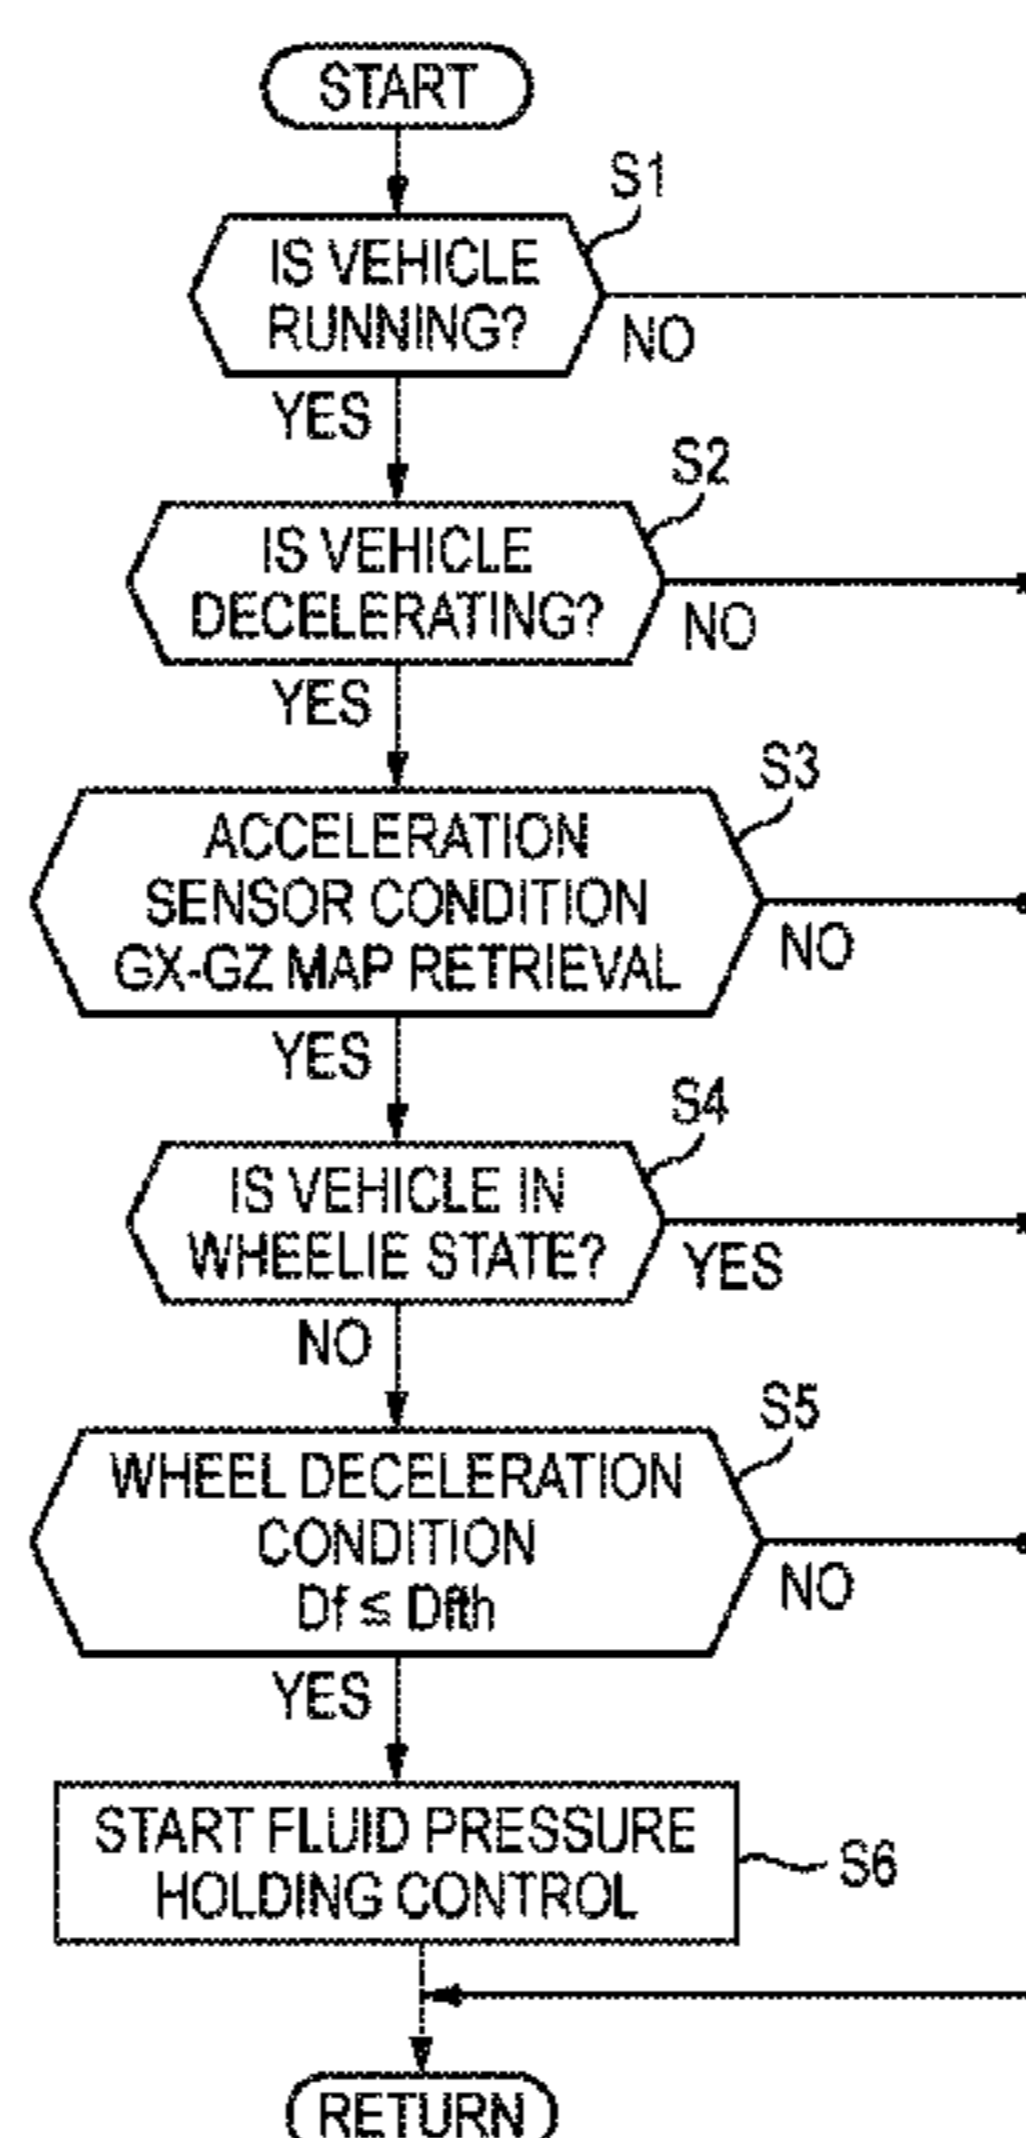 START
S1
IS VEHICLE
RUNNING?
NO
YES
S2
IS VEHICLE
DECELERATING?
NO
YES
S3
ACCELERATION
SENSOR CONDITION
GX-GZ MAP RETRIEVAL
NO
YES
S4
IS VEHICLE IN
WHEELIE STATE?
YES
NO
S5
WHEEL DECELERATION
CONDITION
Df ≤ Dfth
NO
YES
START FLUID PRESSURE
HOLDING CONTROL
S6
RETURN